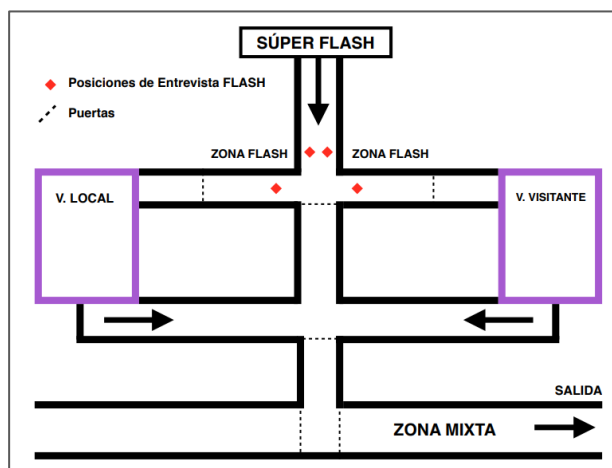 SÚPER FLASH
Posiciones de Entrevista FLASH
Puertas
ZONA FLASH
ZONA FLASH
V. LOCAL
V. VISITANTE
SALIDA
ZONA MIXTA